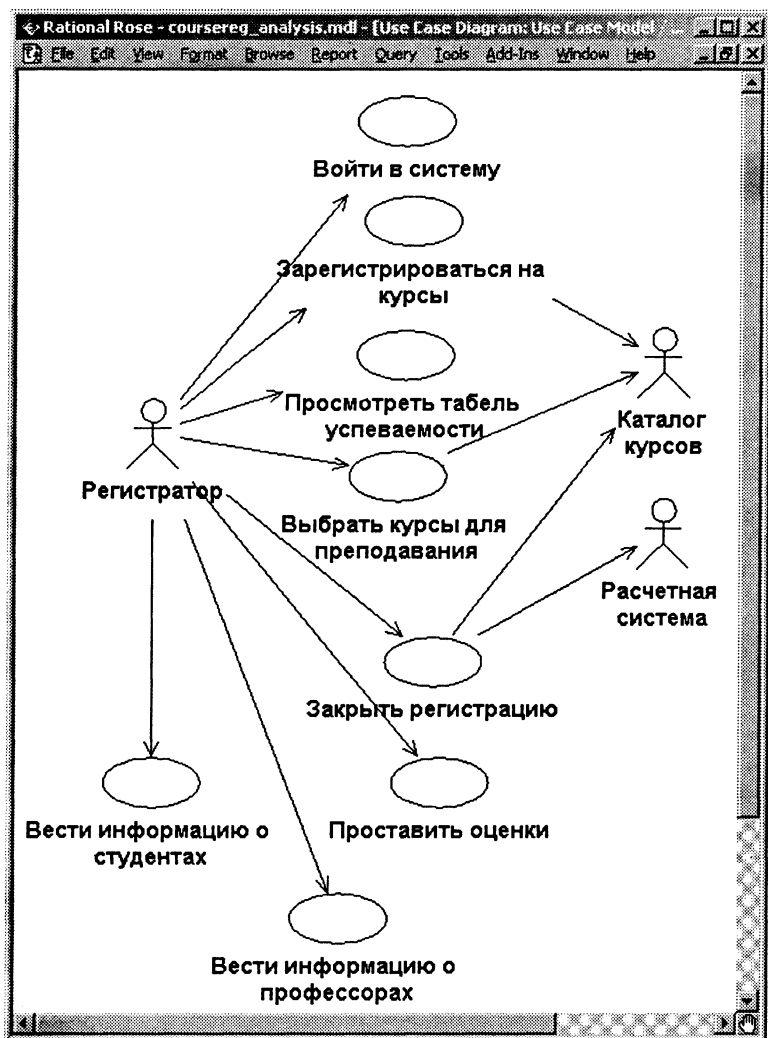 Rational Rose - coursereg_analysis.mdl - [Use Case Diagram: Use Case Model / ...
File Edit View Format Browse Report Query Tools Add-Ins Window Help
Войти в систему
Зарегистрироваться на
курсы
Просмотреть табель
успеваемости
Каталог
курсов
Регистратор
Выбрать курсы для
преподавания
Расчетная
система
Закрыть регистрацию
Вести информацию о
студентах
Проставить оценки
Вести информацию о
профессорах